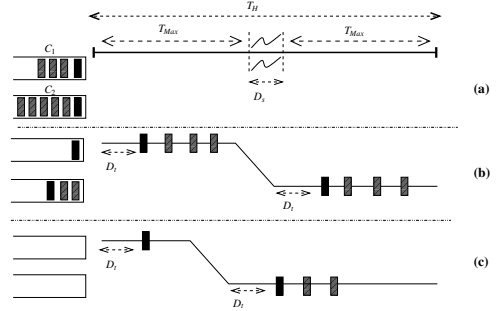 T_H
T_Max T_Max
C_1
D_s
C_2
(a)
D_t
(b)
D_t
(c)
D_t
D_t